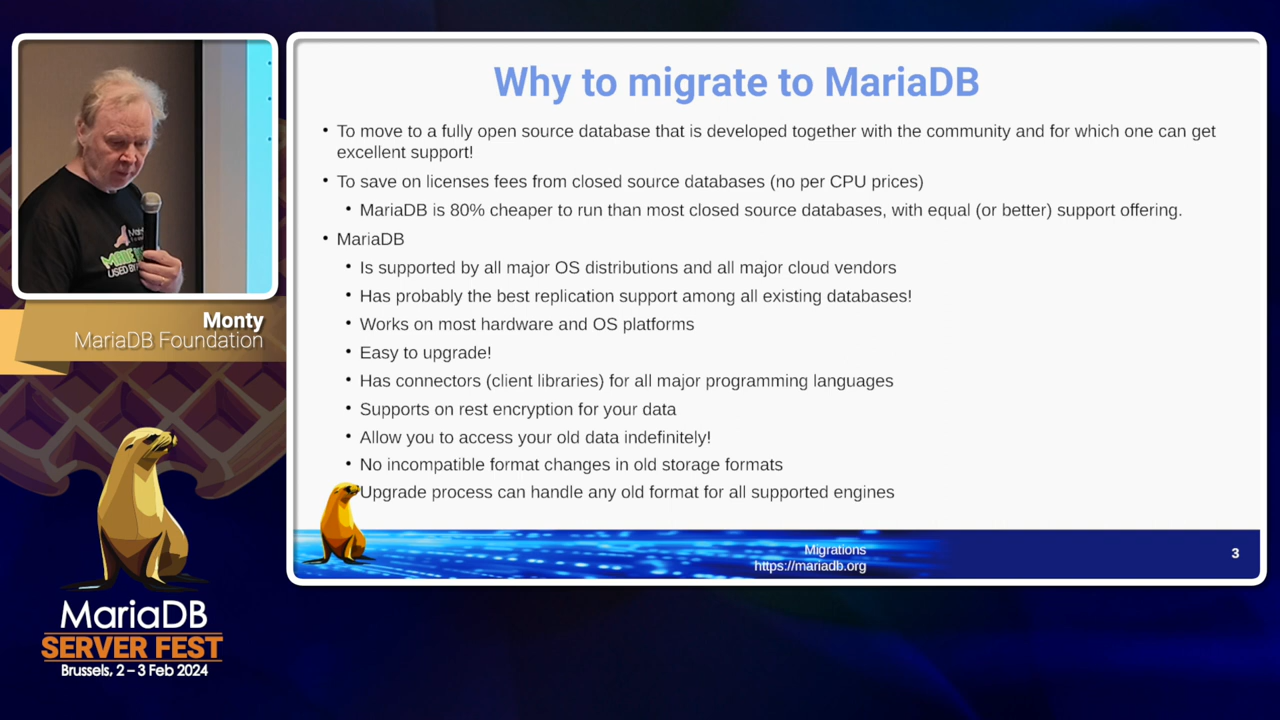 Why to migrate to MariaDB
• To move to a fully open source database that is developed together with the community and for which one can get
excellent support!
• To save on licenses fees from closed source databases (no per CPU prices)
• MariaDB is 80% cheaper to run than most closed source databases, with equal (or better) support offering.
• MariaDB
• Is supported by all major OS distributions and all major cloud vendors
• Has probably the best replication support among all existing databases!
• Works on most hardware and OS platforms
• Easy to upgrade!
• Has connectors (client libraries) for all major programming languages
• Supports on rest encryption for your data
• Allow you to access your old data indefinitely!
• No incompatible format changes in old storage formats
Upgrade process can handle any old format for all supported engines
Migrations
https://mariadb.org
3
Monty
MariaDB Foundation
MariaDB
SERVER FEST
Brussels, 2 – 3 Feb 2024